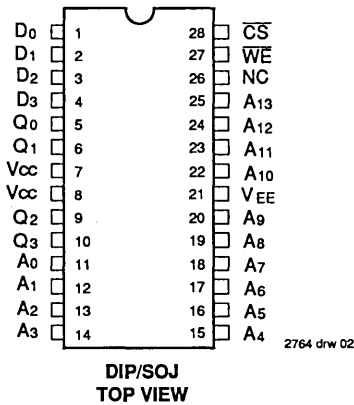 D0 1 28 CS
D1 2 27 WE
D2 3 26 NC
D3 4 25 A13
Q0 5 24 A12
Q1 6 23 A11
VCC 7 22 A10
VCC 8 21 VEE
Q2 9 20 A9
Q3 10 19 A8
A0 11 18 A7
A1 12 17 A6
A2 13 16 A5
A3 14 15 A4
2764 drw 02
DIP/SOJ
TOP VIEW